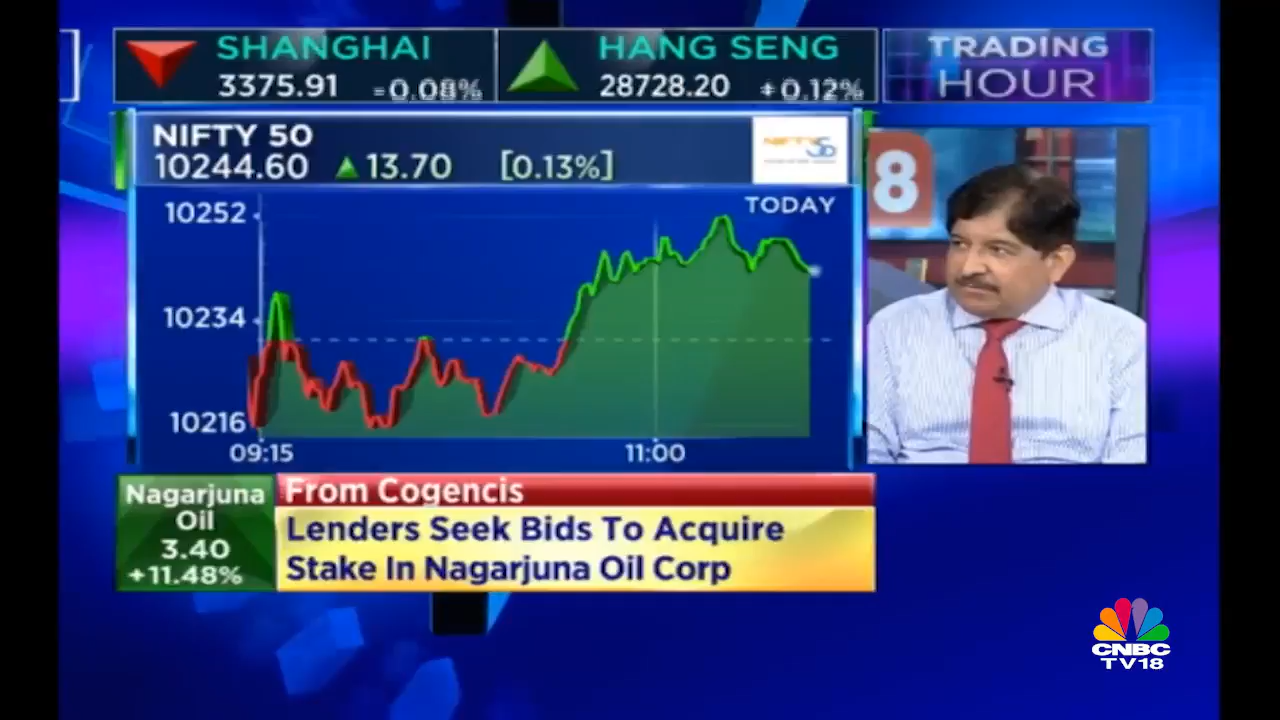 SHANGHAI
3375.91 -0.08%
HANG SENG
28728.20 +0.12%
TRADING
HOUR
NIFTY 50
10244.60 13.70 [0.13%]
TODAY
10252
10234
10216
09:15 11:00
8
Nagarjuna
Oil
3.40
+11.48%
From Cogencis
Lenders Seek Bids To Acquire
Stake In Nagarjuna Oil Corp
CNBC
TV18